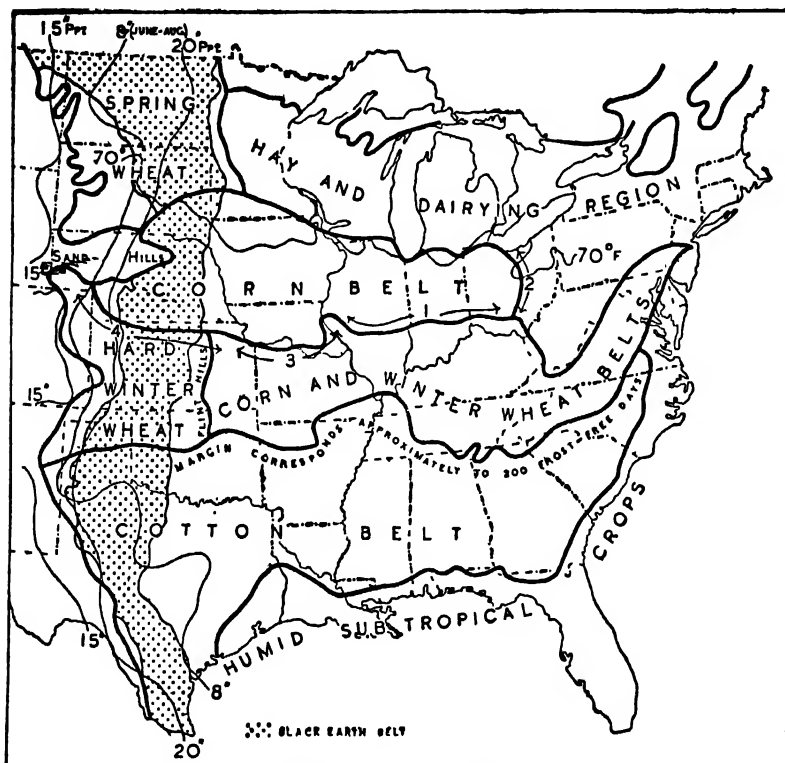 15" PPT
8" (JUNE-AUG.)
20" PPT
SPRING
70°
WHEAT
HAY AND DAIRYING REGION
SAND HILLS
15"
70°F
2
CORN BELT
1
4
3
HARD
WINTER
WHEAT
FLINT HILLS
15"
CORN AND WINTER WHEAT BELTS
MARGIN CORRESPONDS APPROXIMATELY TO 200 FROST-FREE DAYS
COTTON BELT
HUMID SUBTROPICAL CROPS
15"
8"
20"
BLACK EARTH BELT